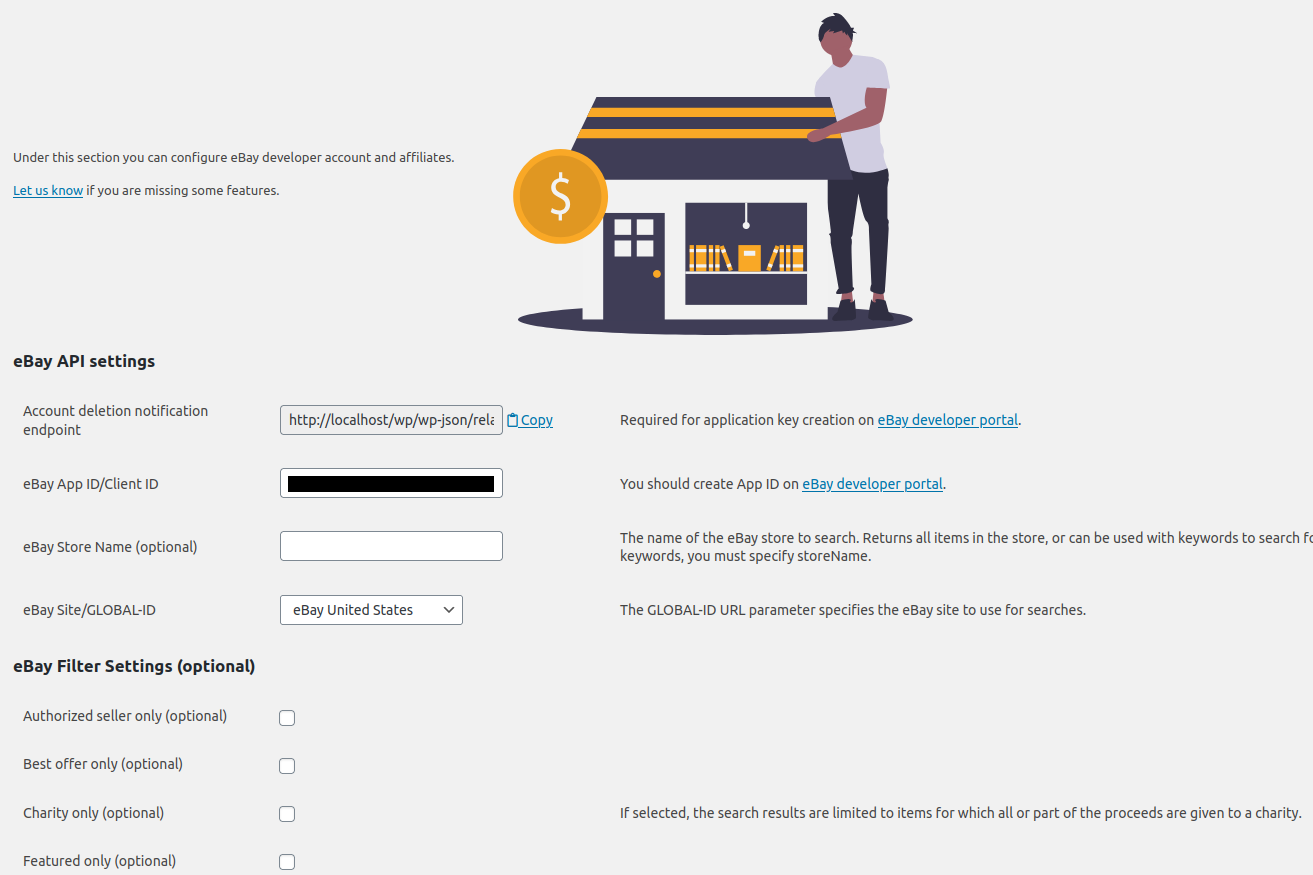 Under this section you can configure eBay developer account and affiliates.
Let us know if you are missing some features.
$
eBay API settings
Account deletion notification
endpoint
http://localhost/wp/wp-json/rela
Copy
Required for application key creation on eBay developer portal.
eBay App ID/Client ID
You should create App ID on eBay developer portal.
eBay Store Name (optional)
The name of the eBay store to search. Returns all items in the store, or can be used with keywords to search
keywords, you must specify storeName.
eBay Site/GLOBAL-ID
eBay United States
The GLOBAL-ID URL parameter specifies the eBay site to use for searches.
eBay Filter Settings (optional)
Authorized seller only (optional)
Best offer only (optional)
Charity only (optional)
If selected, the search results are limited to items for which all or part of the proceeds are given to a charity.
Featured only (optional)